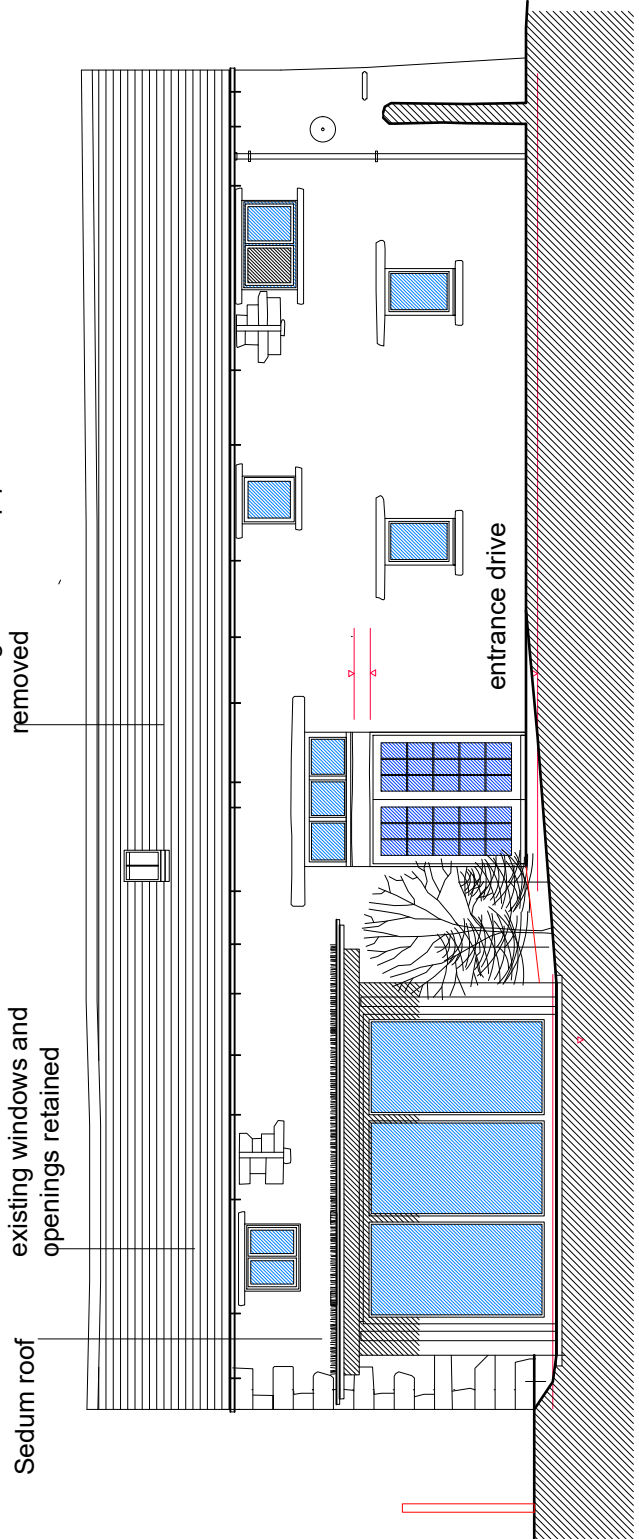 Sedum roof
existing windows and
openings retained
removed
entrance drive